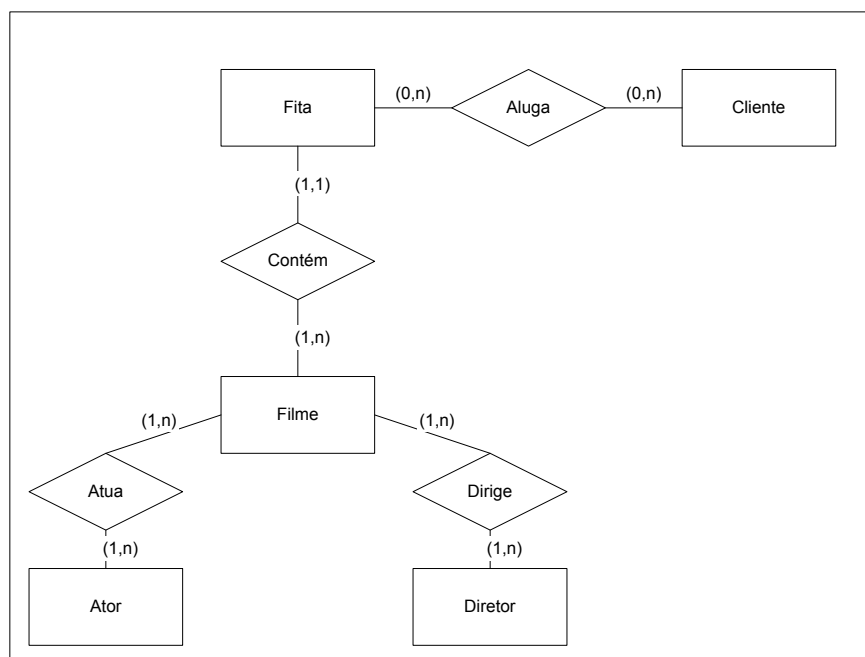 Fita
(0,n)
Aluga
(0,n)
Cliente
(1,1)
Contém
(1,n)
Filme
(1,n)
(1,n)
Atua
Dirige
(1,n)
(1,n)
Ator
Diretor